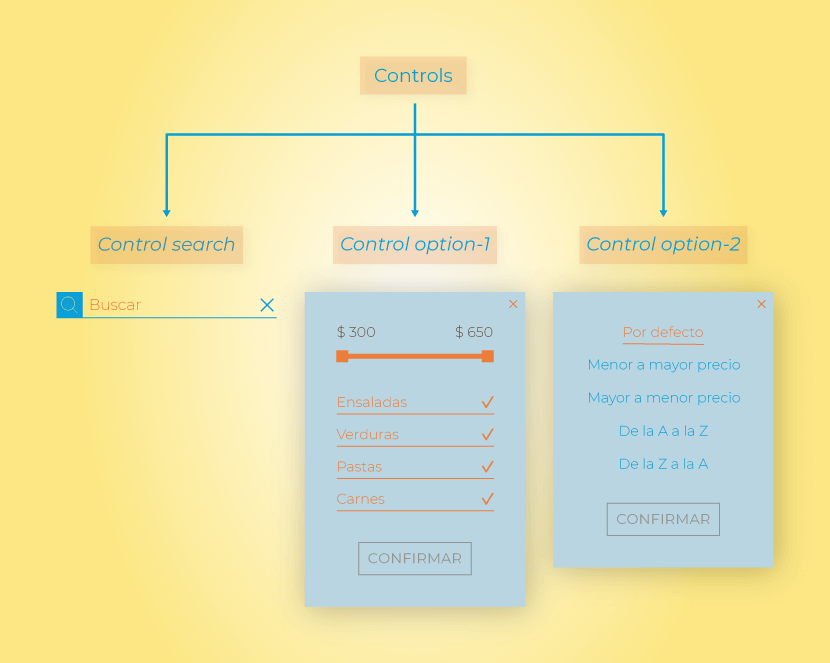 Controls
Control search
Control option-1
Control option-2
Buscar
$ 300
$ 650
Ensaladas
Verduras
Pastas
Carnes
CONFIRMAR
Por defecto
Menor a mayor precio
Mayor a menor precio
De la A a la Z
De la Z a la A
CONFIRMAR